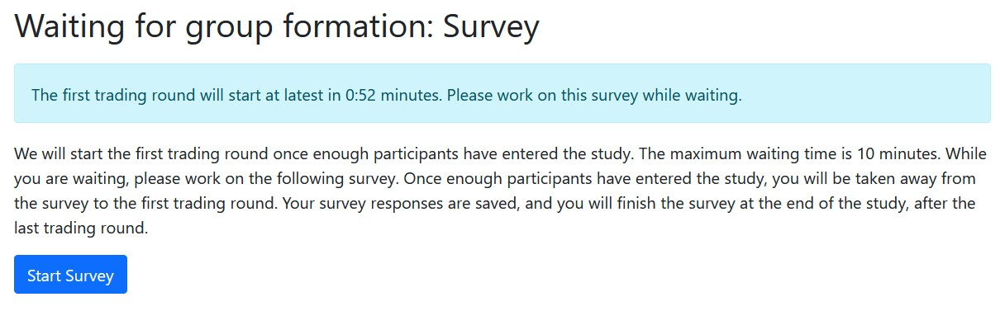 Waiting for group formation: Survey
The first trading round will start at latest in 0:52 minutes. Please work on this survey while waiting.
We will start the first trading round once enough participants have entered the study. The maximum waiting time is 10 minutes. While
you are waiting, please work on the following survey. Once enough participants have entered the study, you will be taken away from
the survey to the first trading round. Your survey responses are saved, and you will finish the survey at the end of the study, after the
last trading round.
Start Survey